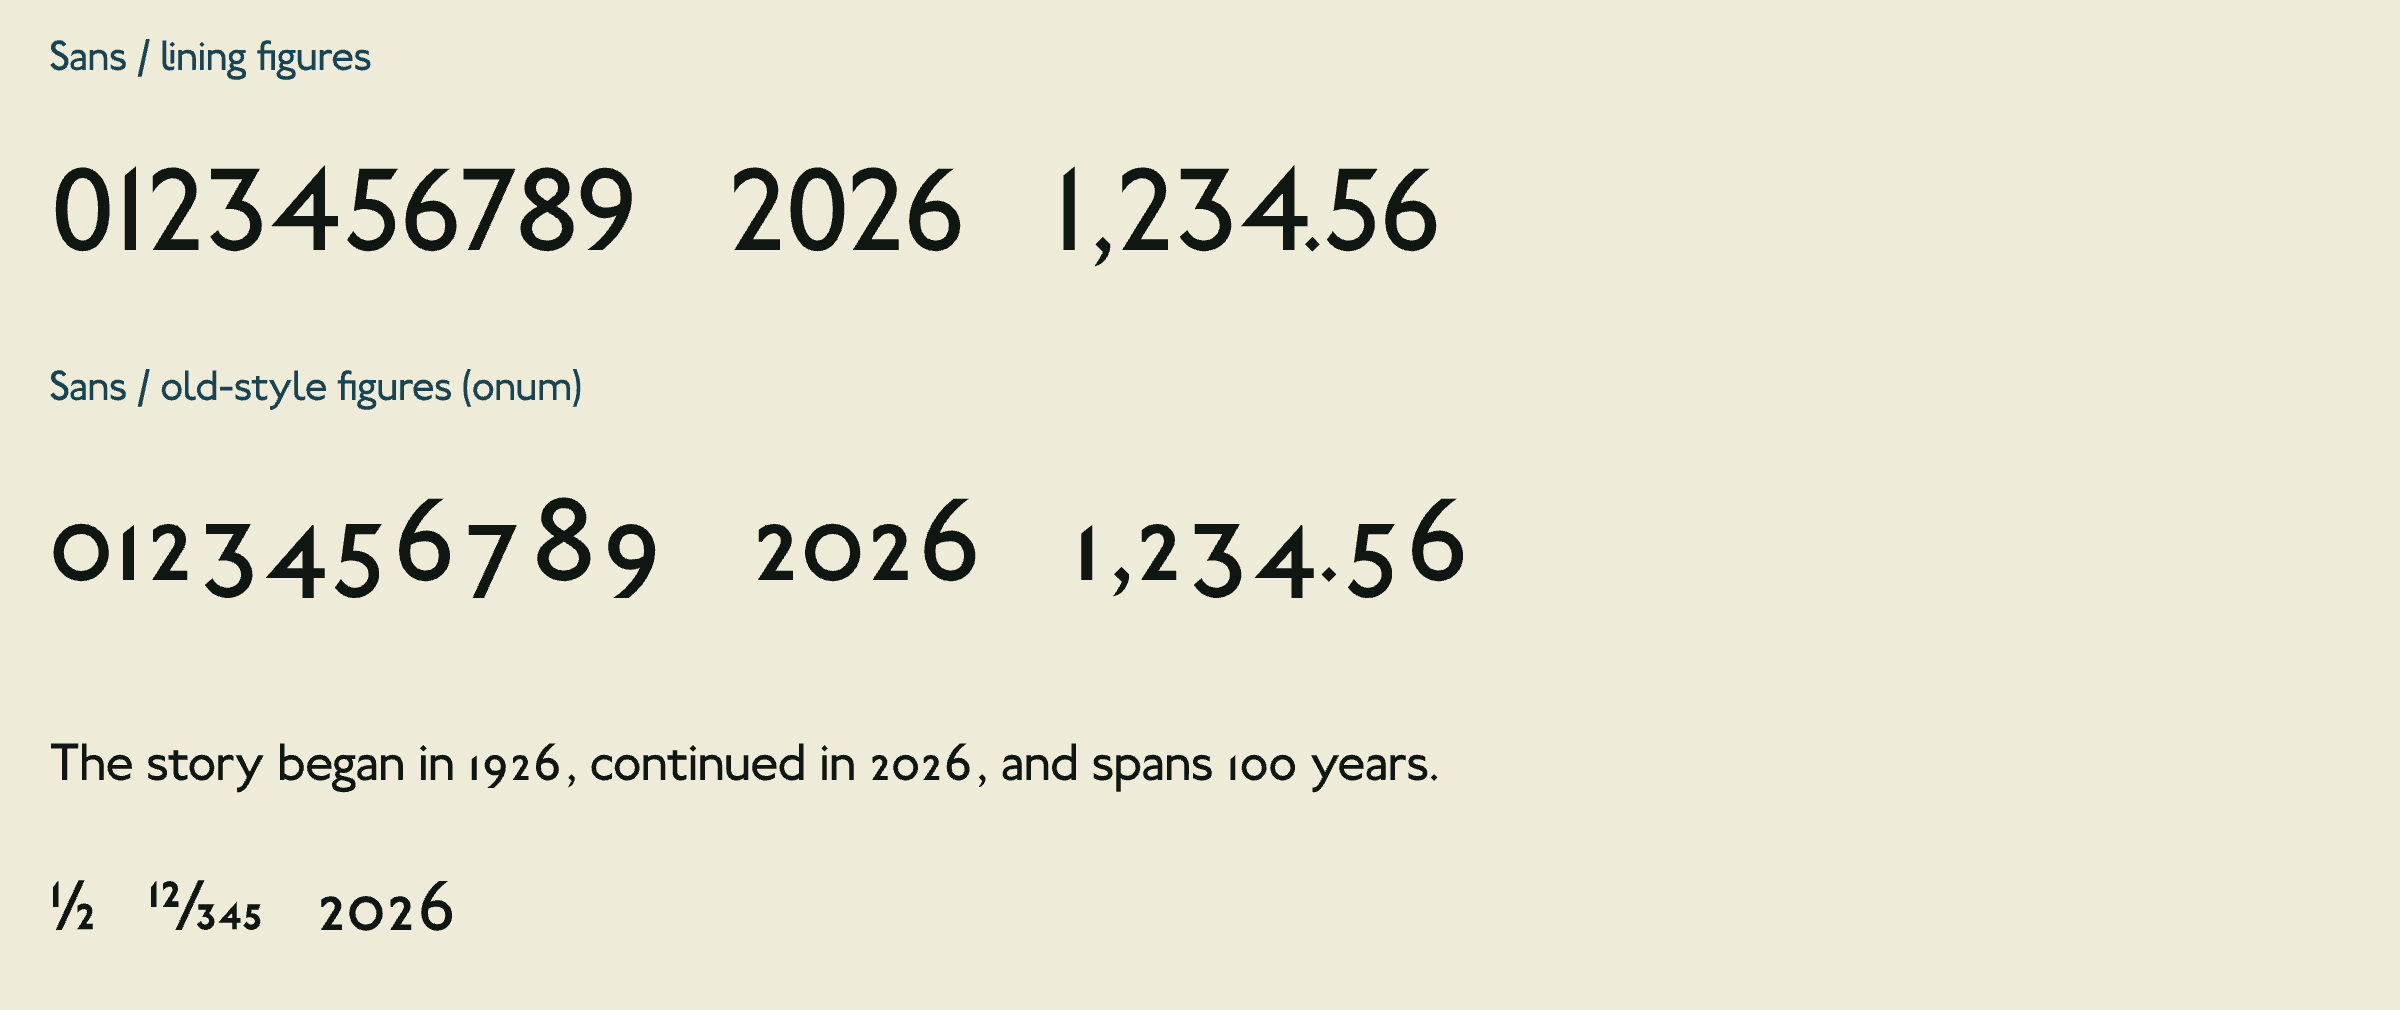 Sans / lining figures
0123456789 2026 1,234.56
Sans / old-style figures (onum)
0123456789 2026 1,234.56
The story began in 1926, continued in 2026, and spans 100 years.
1/2 12/345 2026